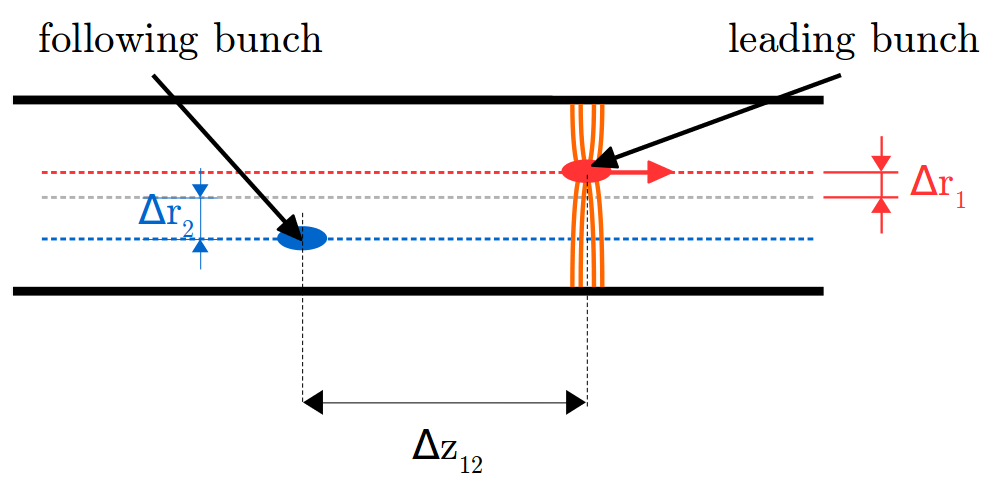 following bunch
leading bunch
Δr₁
Δr₂
Δz₁₂